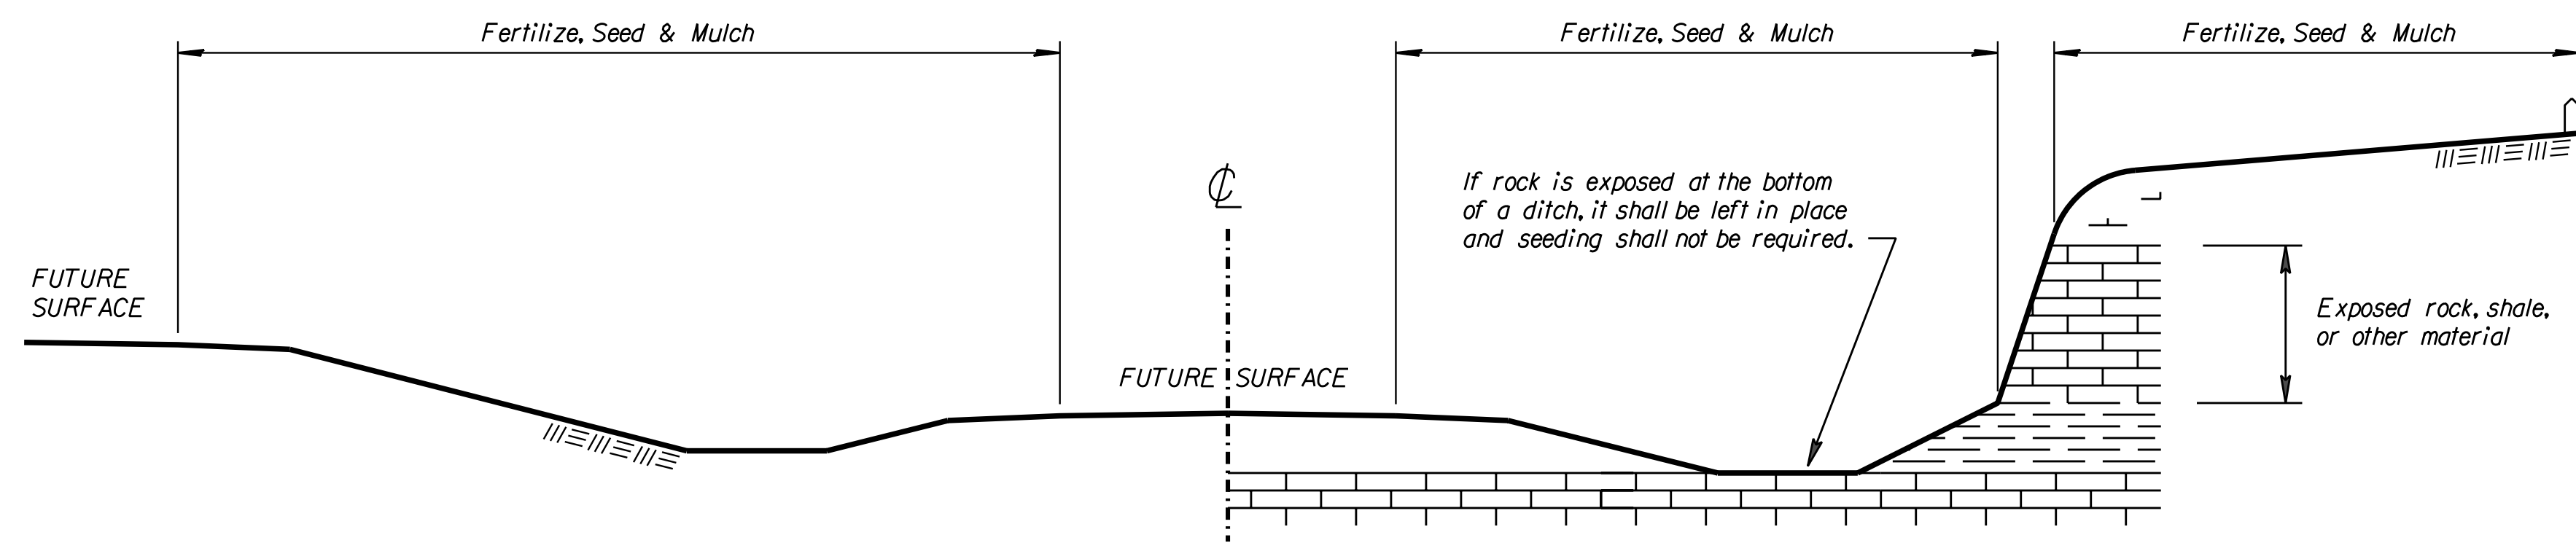 Fertilize, Seed & Mulch
Fertilize, Seed & Mulch
Fertilize, Seed & Mulch
℄
If rock is exposed at the bottom
of a ditch, it shall be left in place
and seeding shall not be required.
FUTURE
SURFACE
Exposed rock, shale,
or other material
FUTURE SURFACE